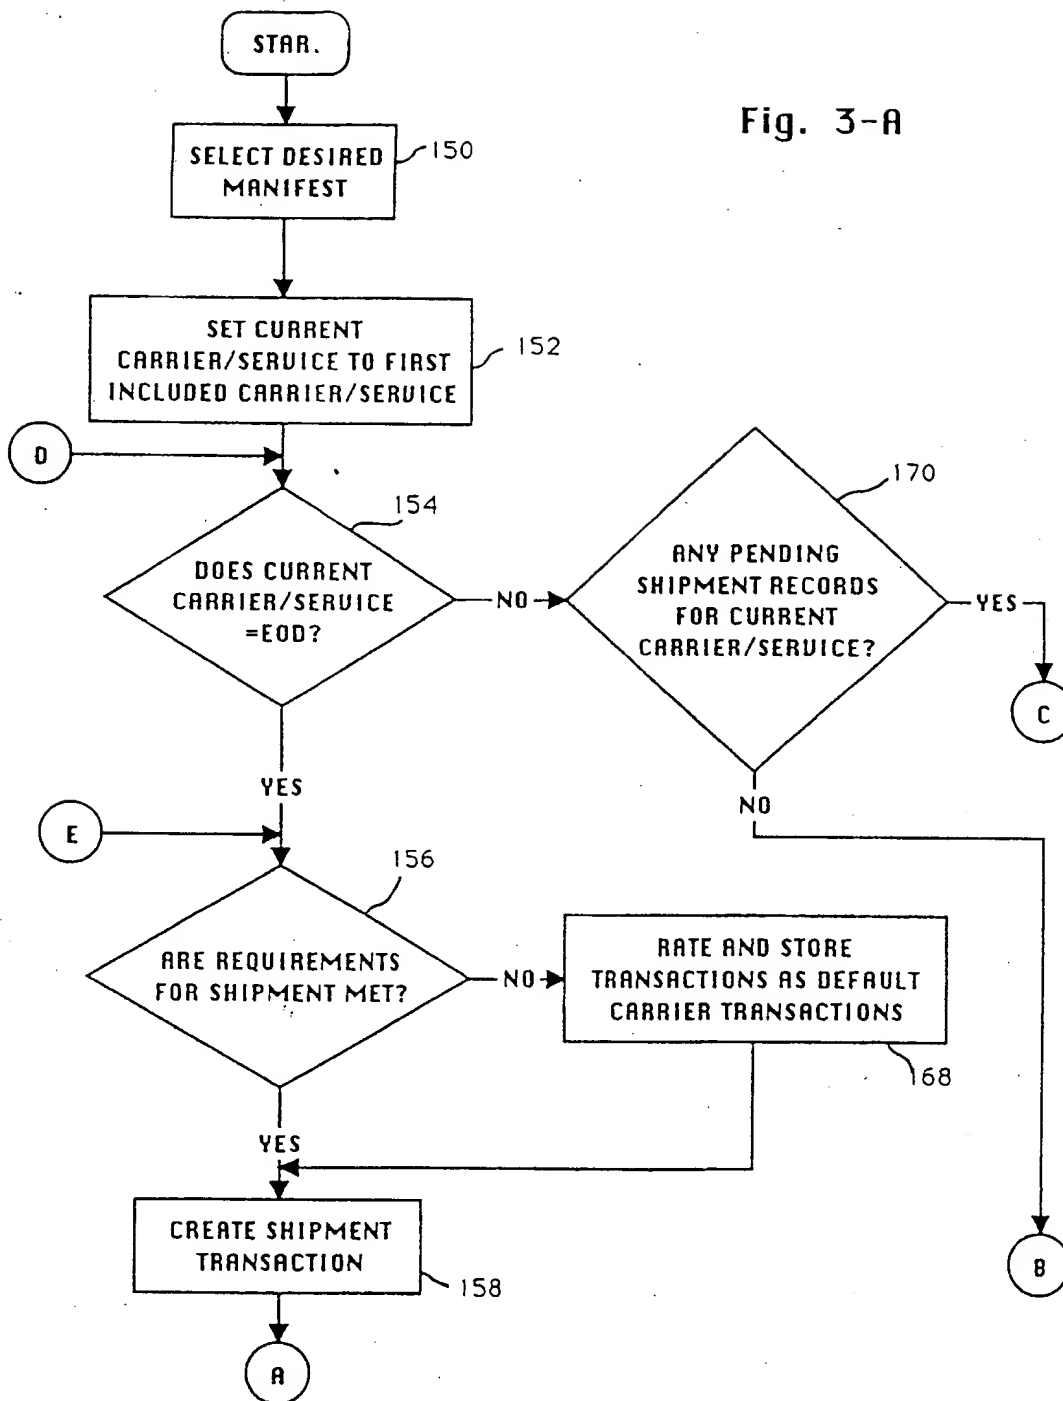 STAR.
Fig. 3-A
SELECT DESIRED
MANIFEST
150
SET CURRENT
CARRIER/SERVICE TO FIRST
INCLUDED CARRIER/SERVICE
152
D
154
DOES CURRENT
CARRIER/SERVICE
=EOD?
NO
170
ANY PENDING
SHIPMENT RECORDS
FOR CURRENT
CARRIER/SERVICE?
YES
C
NO
YES
E
156
ARE REQUIREMENTS
FOR SHIPMENT MET?
NO
RATE AND STORE
TRANSACTIONS AS DEFAULT
CARRIER TRANSACTIONS
168
YES
CREATE SHIPMENT
TRANSACTION
158
B
A